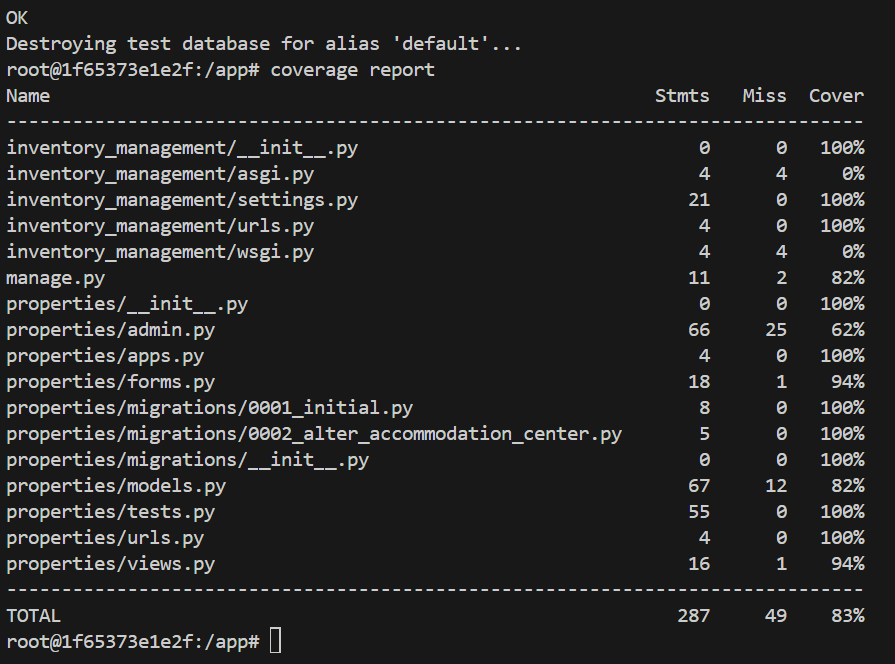 OK
Destroying test database for alias 'default'...
root@1f65373e1e2f:/app# coverage report
Name                                                           Stmts   Miss  Cover
------------------------------------------------------------------------------
inventory_management/__init__.py                                   0      0   100%
inventory_management/asgi.py                                       4      4     0%
inventory_management/settings.py                                  21      0   100%
inventory_management/urls.py                                       4      0   100%
inventory_management/wsgi.py                                       4      4     0%
manage.py                                                         11      2    82%
properties/__init__.py                                             0      0   100%
properties/admin.py                                               66     25    62%
properties/apps.py                                                 4      0   100%
properties/forms.py                                               18      1    94%
properties/migrations/0001_initial.py                              8      0   100%
properties/migrations/0002_alter_accommodation_center.py           5      0   100%
properties/migrations/__init__.py                                  0      0   100%
properties/models.py                                              67     12    82%
properties/tests.py                                               55      0   100%
properties/urls.py                                                 4      0   100%
properties/views.py                                               16      1    94%
------------------------------------------------------------------------------
TOTAL                                                            287     49    83%
root@1f65373e1e2f:/app#